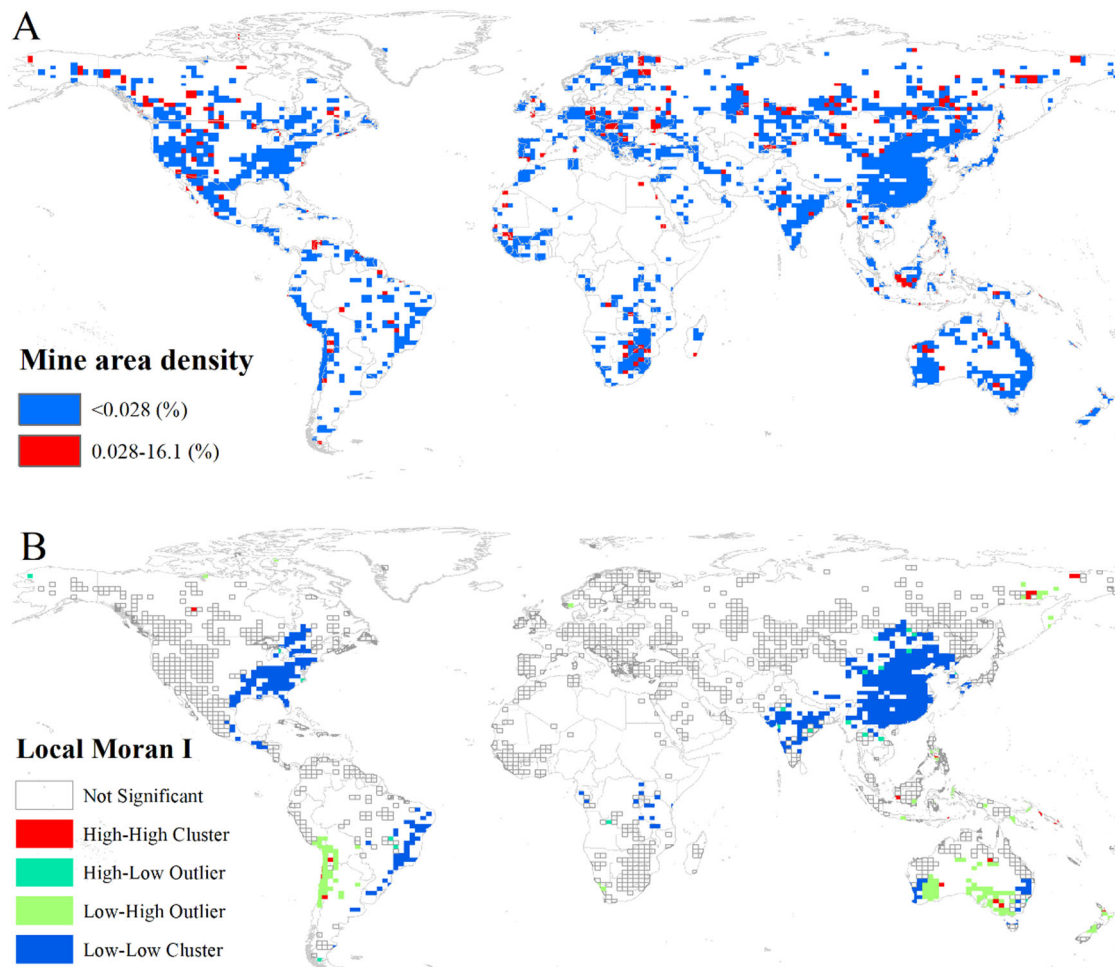 A
Mine area density
<0.028 (%)
0.028-16.1 (%)
B
Local Moran I
Not Significant
High-High Cluster
High-Low Outlier
Low-High Outlier
Low-Low Cluster